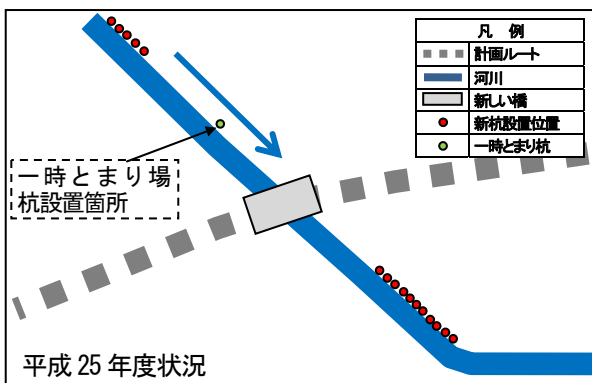 凡 例
計画ルート
河川
新しい橋
新杭設置位置
一時とまり杭
一時とまり場
杭設置箇所
平成 25 年度状況